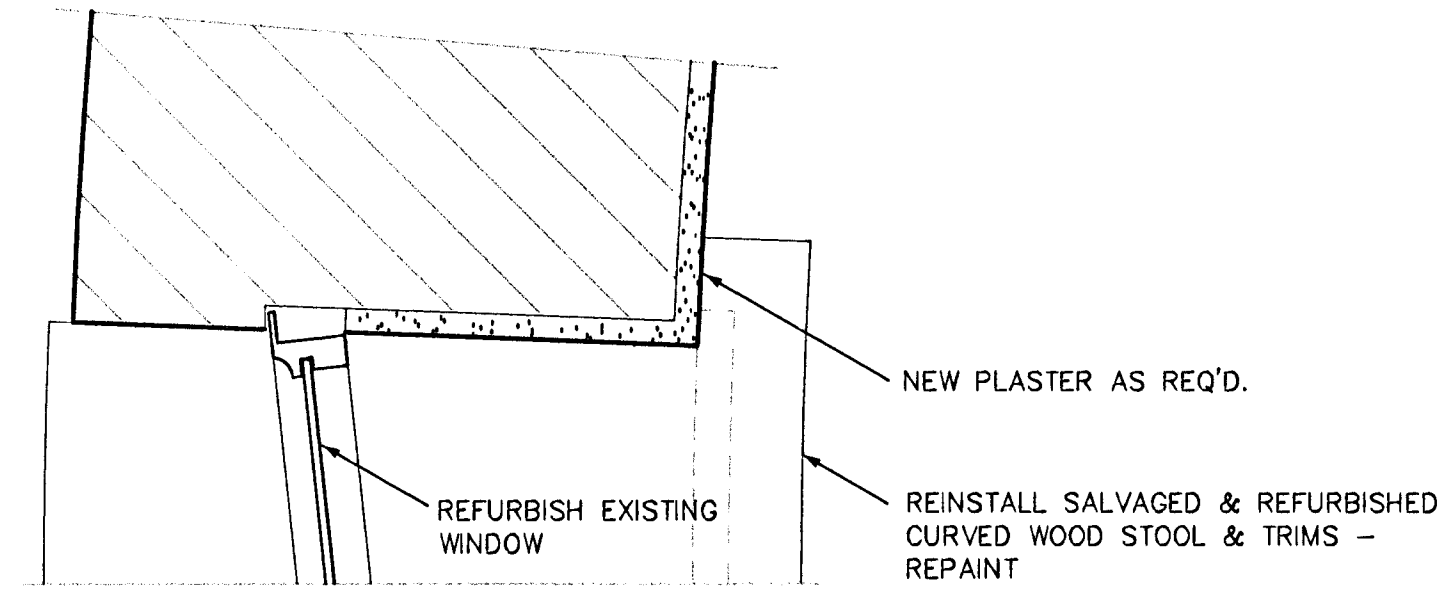 NEW PLASTER AS REQ'D.
REFURBISH EXISTING
WINDOW
REINSTALL SALVAGED & REFURBISHED
CURVED WOOD STOOL & TRIMS –
REPAINT